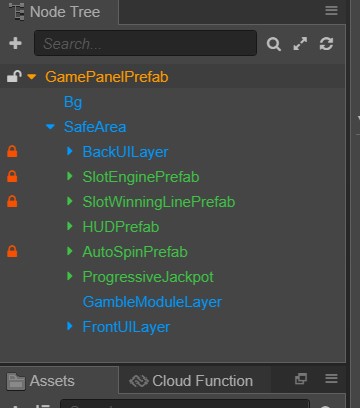 Node Tree
Search...
GamePanelPrefab
Bg
SafeArea
BackUILayer
SlotEnginePrefab
SlotWinningLinePrefab
HUDPrefab
AutoSpinPrefab
ProgressiveJackpot
GambleModuleLayer
FrontUILayer
Assets
Cloud Function